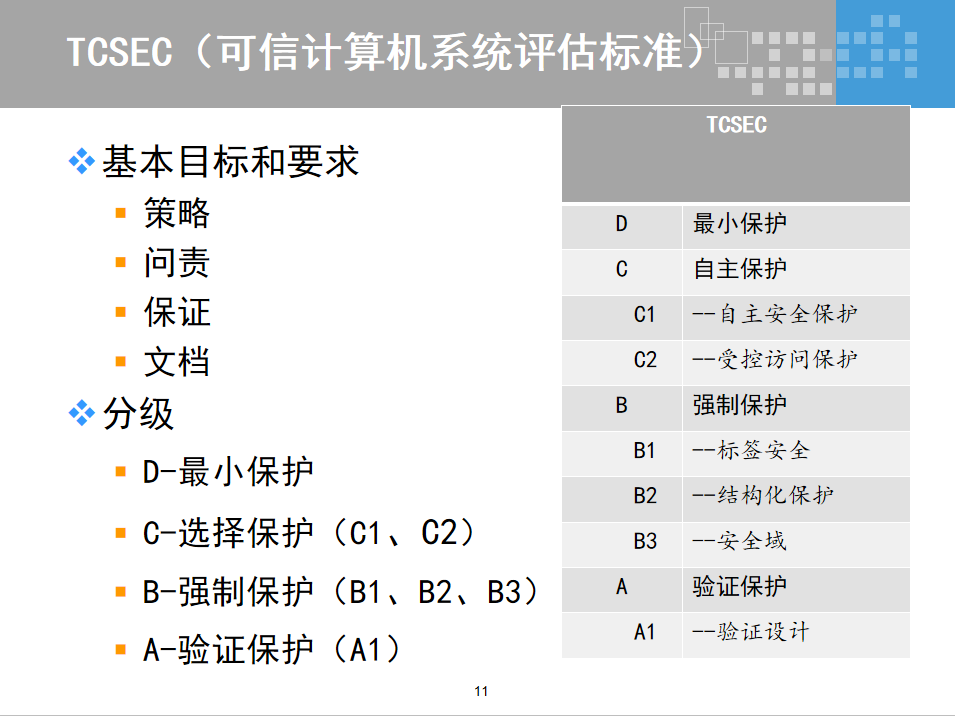 TCSEC（可信计算机系统评估标准）
基本目标和要求
策略
问责
保证
文档
分级
D-最小保护
C-选择保护（C1、C2）
B-强制保护（B1、B2、B3）
A-验证保护（A1）
TCSEC
D 最小保护
C 自主保护
C1 --自主安全保护
C2 --受控访问保护
B 强制保护
B1 --标签安全
B2 --结构化保护
B3 --安全域
A 验证保护
A1 --验证设计
11